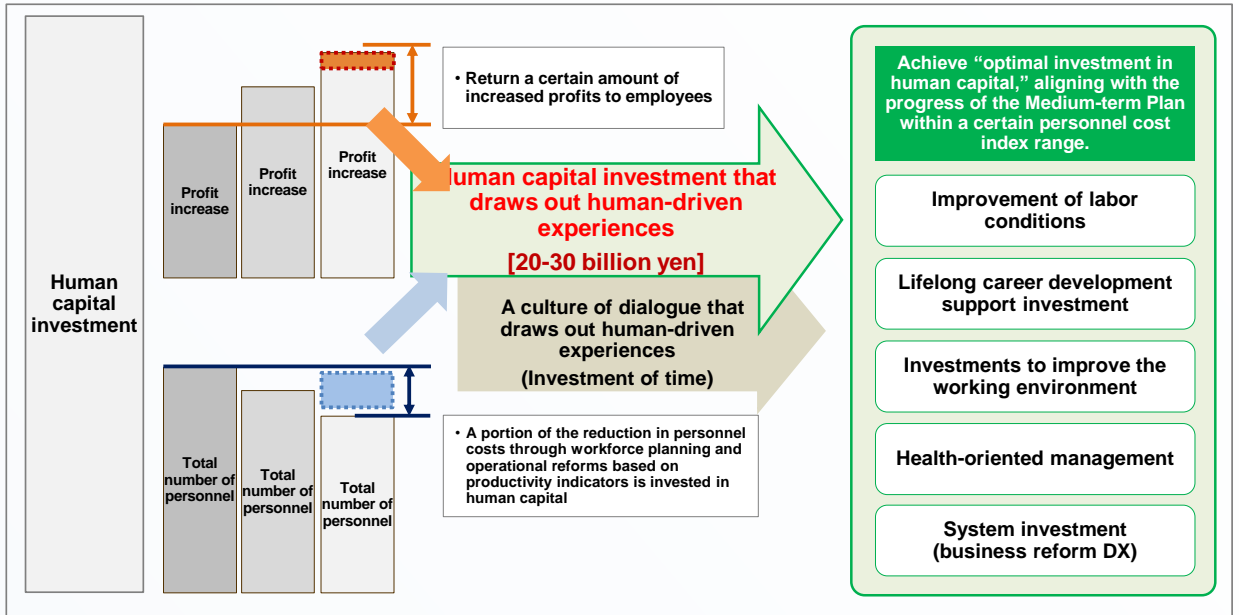 Human
capital
investment
Profit
increase
Profit
increase
Profit
increase
• Return a certain amount of
increased profits to employees
Human capital investment that
draws out human-driven
experiences
[20-30 billion yen]
A culture of dialogue that
draws out human-driven
experiences
(Investment of time)
Total
number of
personnel
Total
number of
personnel
Total
number of
personnel
• A portion of the reduction in personnel
costs through workforce planning and
operational reforms based on
productivity indicators is invested in
human capital
Achieve “optimal investment in
human capital,” aligning with the
progress of the Medium-term Plan
within a certain personnel cost
index range.
Improvement of labor
conditions
Lifelong career development
support investment
Investments to improve the
working environment
Health-oriented management
System investment
(business reform DX)